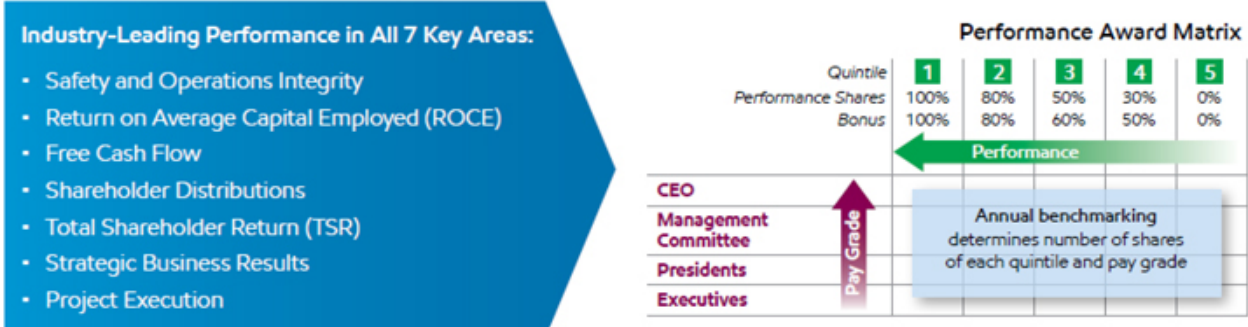 Industry-Leading Performance in All 7 Key Areas:
• Safety and Operations Integrity
• Return on Average Capital Employed (ROCE)
• Free Cash Flow
• Shareholder Distributions
• Total Shareholder Return (TSR)
• Strategic Business Results
• Project Execution
Performance Award Matrix
Quintile 1 2 3 4 5
Performance Shares 100% 80% 50% 30% 0%
Bonus 100% 80% 60% 50% 0%
Performance
CEO
Management
Committee
Presidents
Executives
Pay Grade
Annual benchmarking
determines number of shares
of each quintile and pay grade